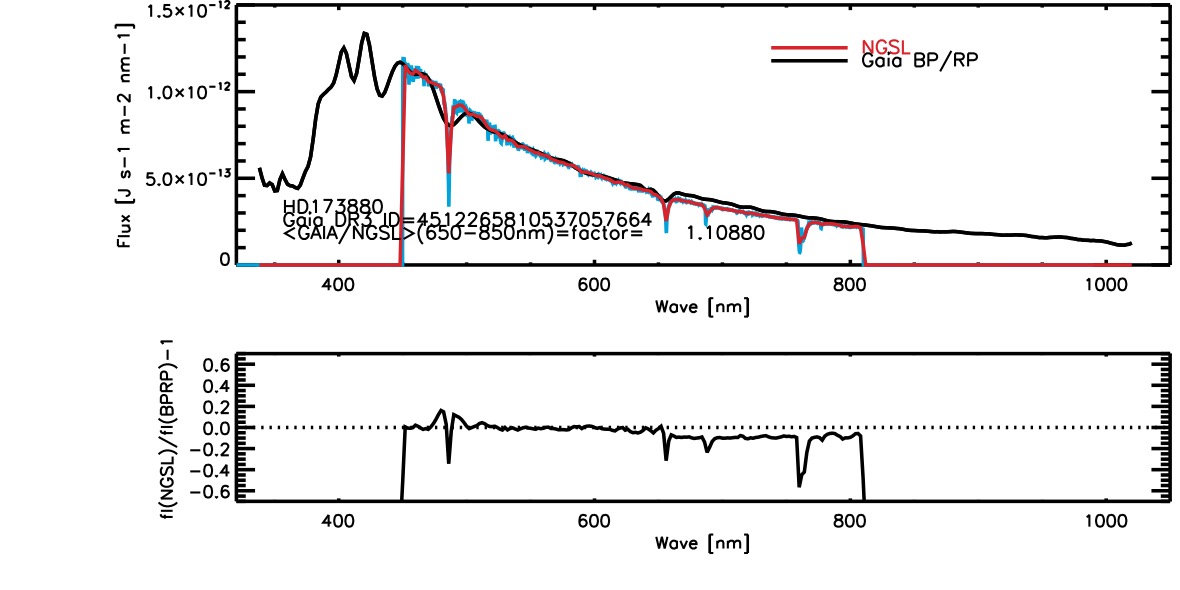 1.5×10−12
1.0×10−12
5.0×10−13
0
Flux [J s−1 m−2 nm−1]
NGSL
Gaia BP/RP
HD173880
Gaia DR3 ID=4512265810537057664
<GAIA/NGSL>(650−850nm)=factor= 1.10880
400 600 800 1000
Wave [nm]
fl(NGSL)/fl(BPRP)−1
0.6
0.4
0.2
0.0
−0.2
−0.4
−0.6
400 600 800 1000
Wave [nm]